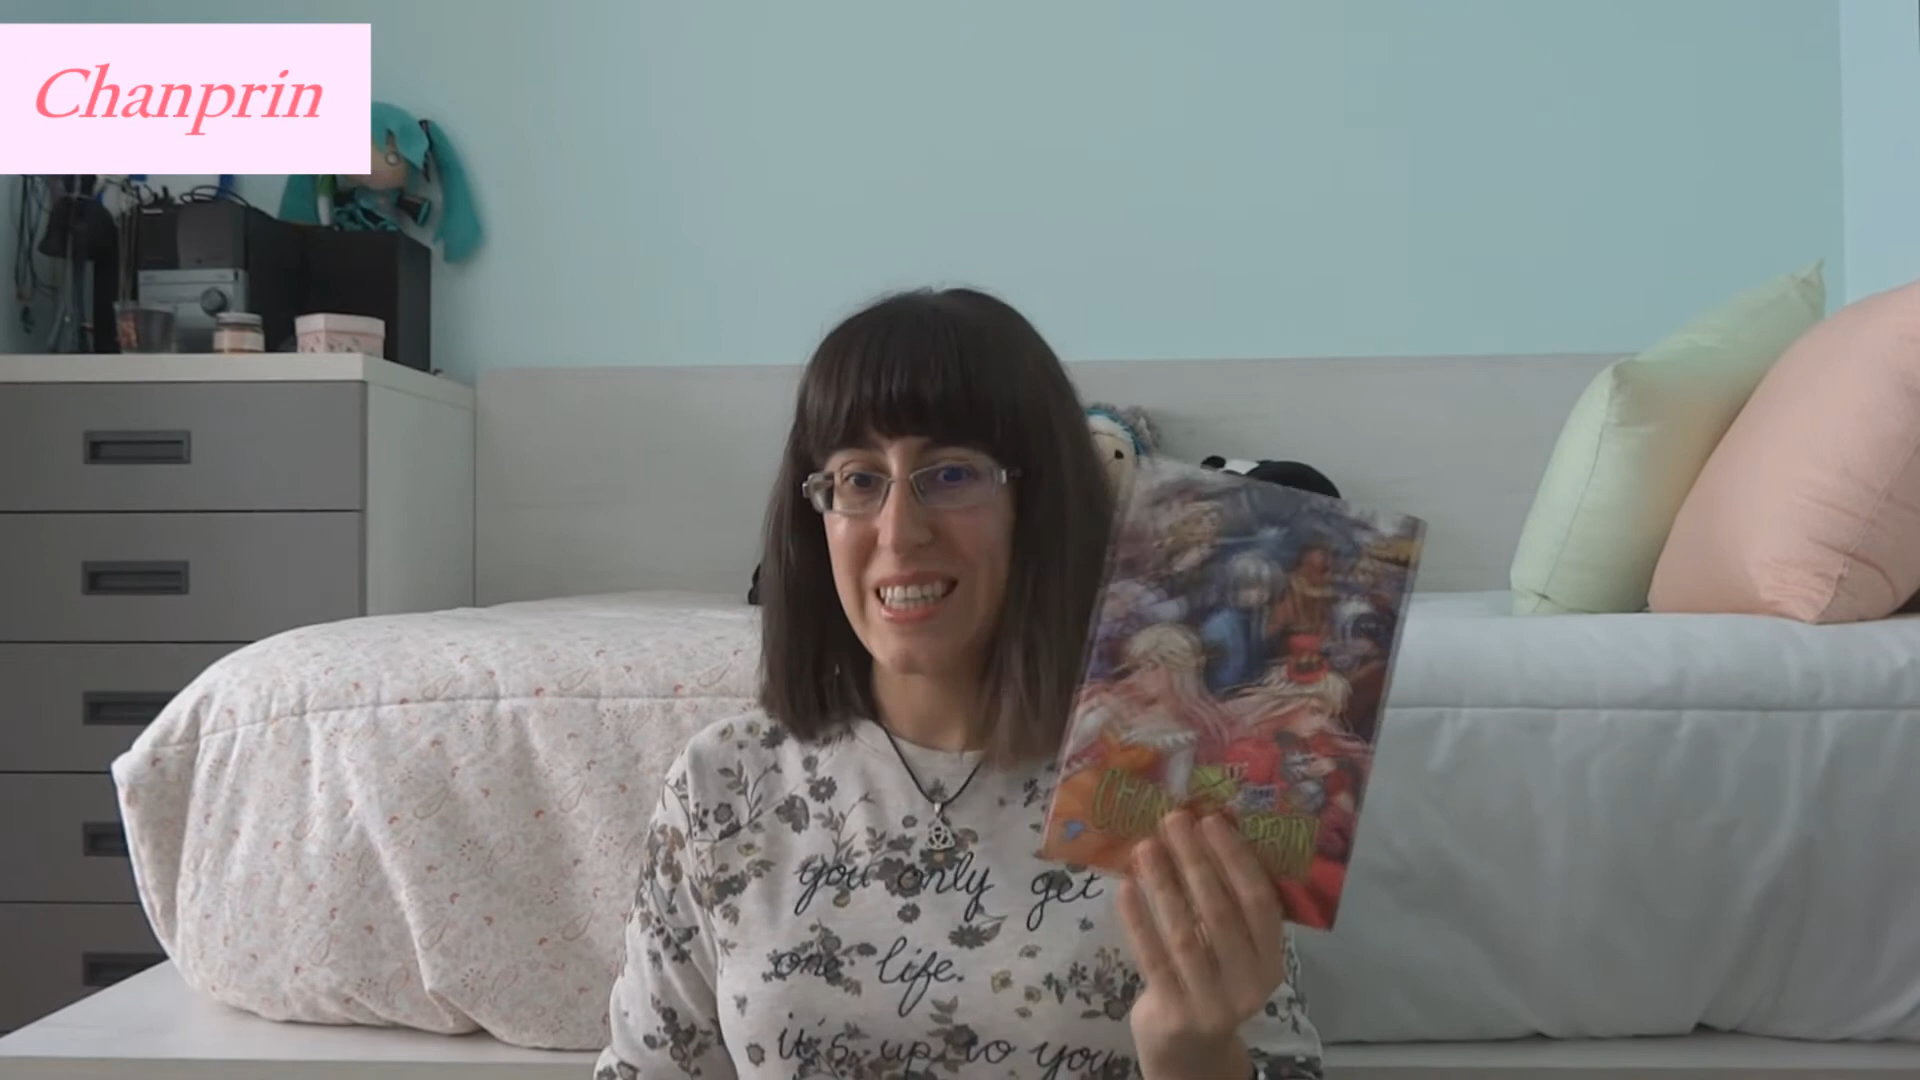 Chanprin
you only get
one life.
it's up to you